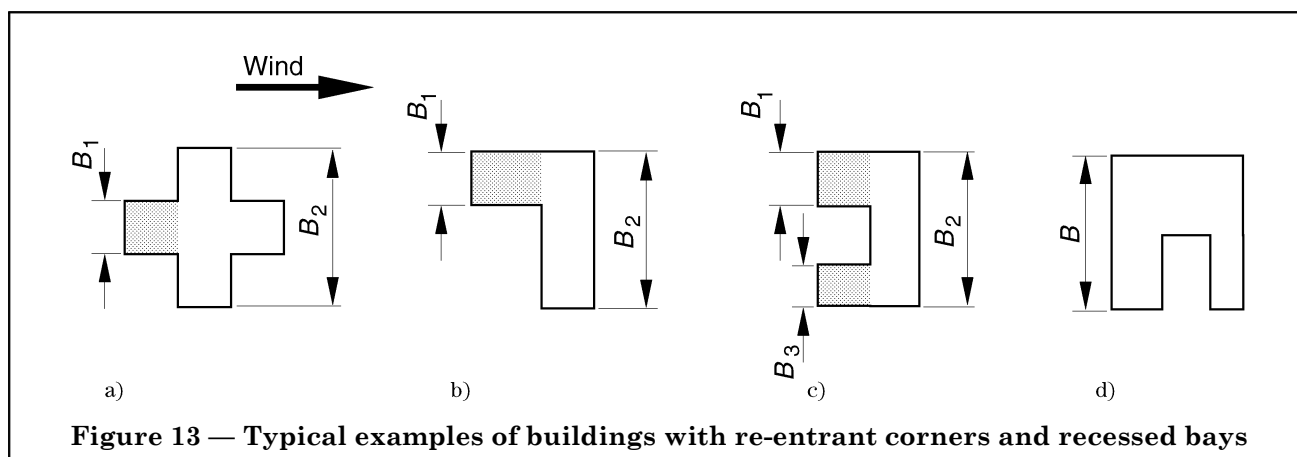 Wind
B1
B2
B1
B2
B1
B2
B3
B
a)
b)
c)
d)
Figure 13 — Typical examples of buildings with re-entrant corners and recessed bays